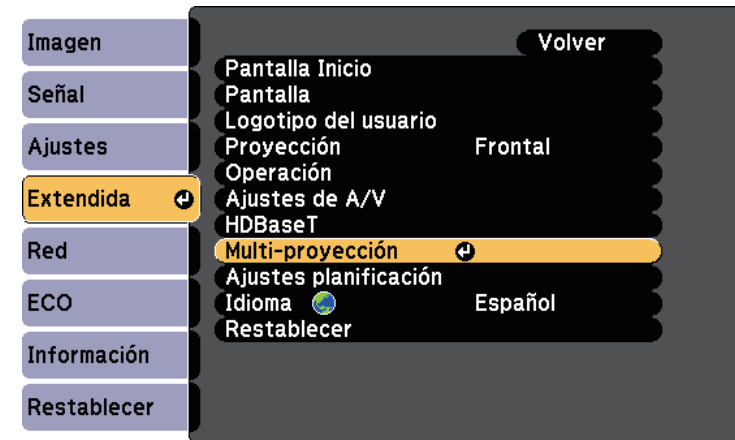 Imagen
Señal
Ajustes
Extendida
Red
ECO
Información
Restablecer
Volver
Pantalla Inicio
Pantalla
Logotipo del usuario
Proyección Frontal
Operación
Ajustes de A/V
HDBaseT
Multi-proyección
Ajustes planificación
Idioma Español
Restablecer